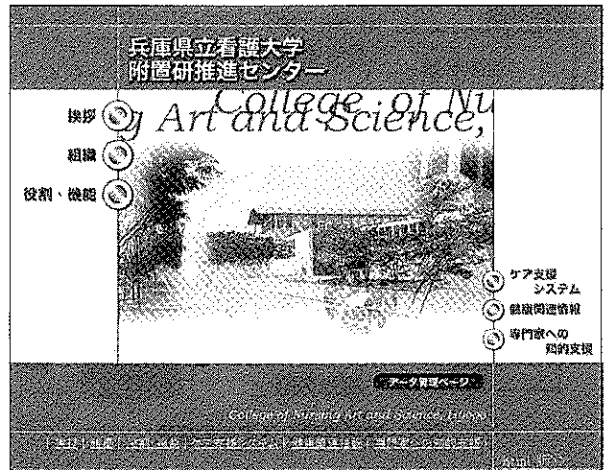 兵庫県立看護大学
附置研推進センター
College of Nu
g Art and Science,
挨拶
組織
役割・機能
ケア支援
システム
健康関連情報
専門家への
知的支援
データ管理ページ
College of Nursing Art and Science, Hyogo